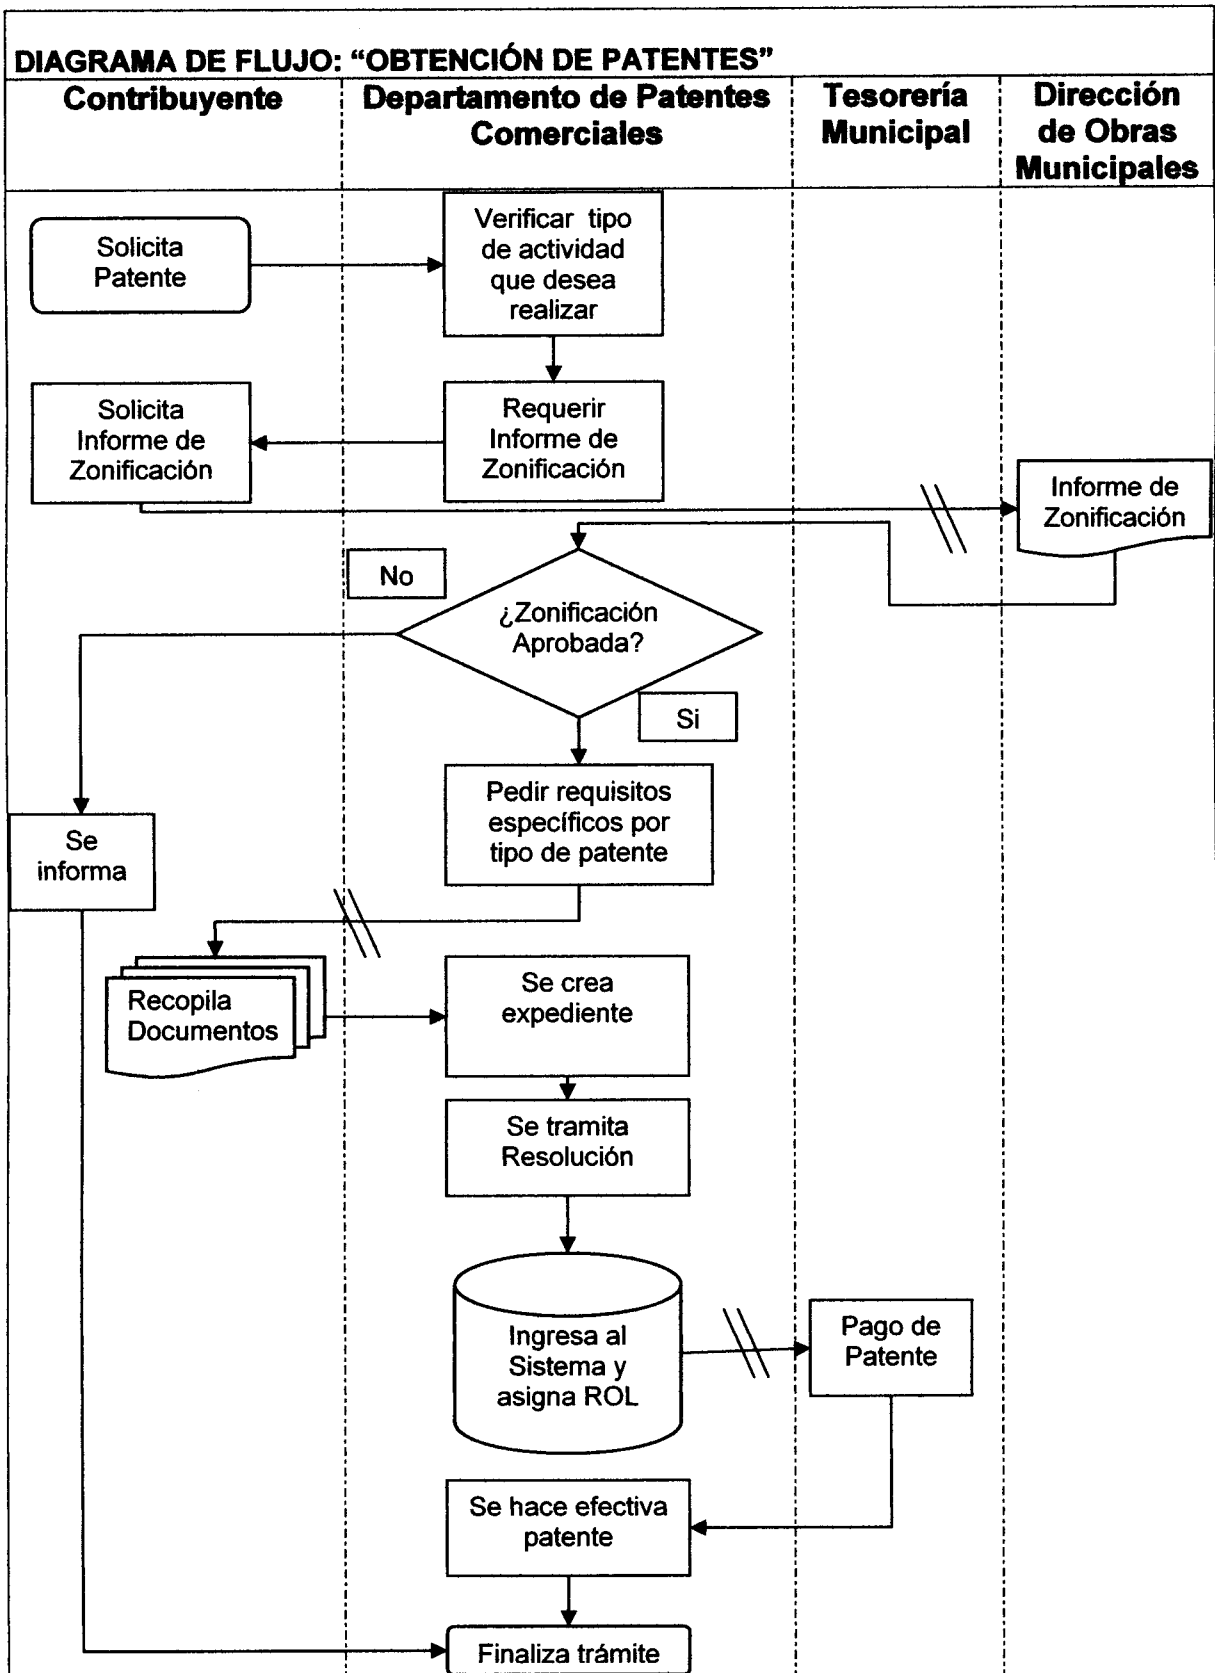 DIAGRAMA DE FLUJO: “OBTENCIÓN DE PATENTES”
Contribuyente
Departamento de Patentes
Comerciales
Tesorería
Municipal
Dirección
de Obras
Municipales
Solicita
Patente
Verificar tipo
de actividad
que desea
realizar
Solicita
Informe de
Zonificación
Requerir
Informe de
Zonificación
Informe de
Zonificación
No
¿Zonificación
Aprobada?
Si
Pedir requisitos
específicos por
tipo de patente
Se
informa
Recopila
Documentos
Se crea
expediente
Se tramita
Resolución
Ingresa al
Sistema y
asigna ROL
Pago de
Patente
Se hace efectiva
patente
Finaliza trámite